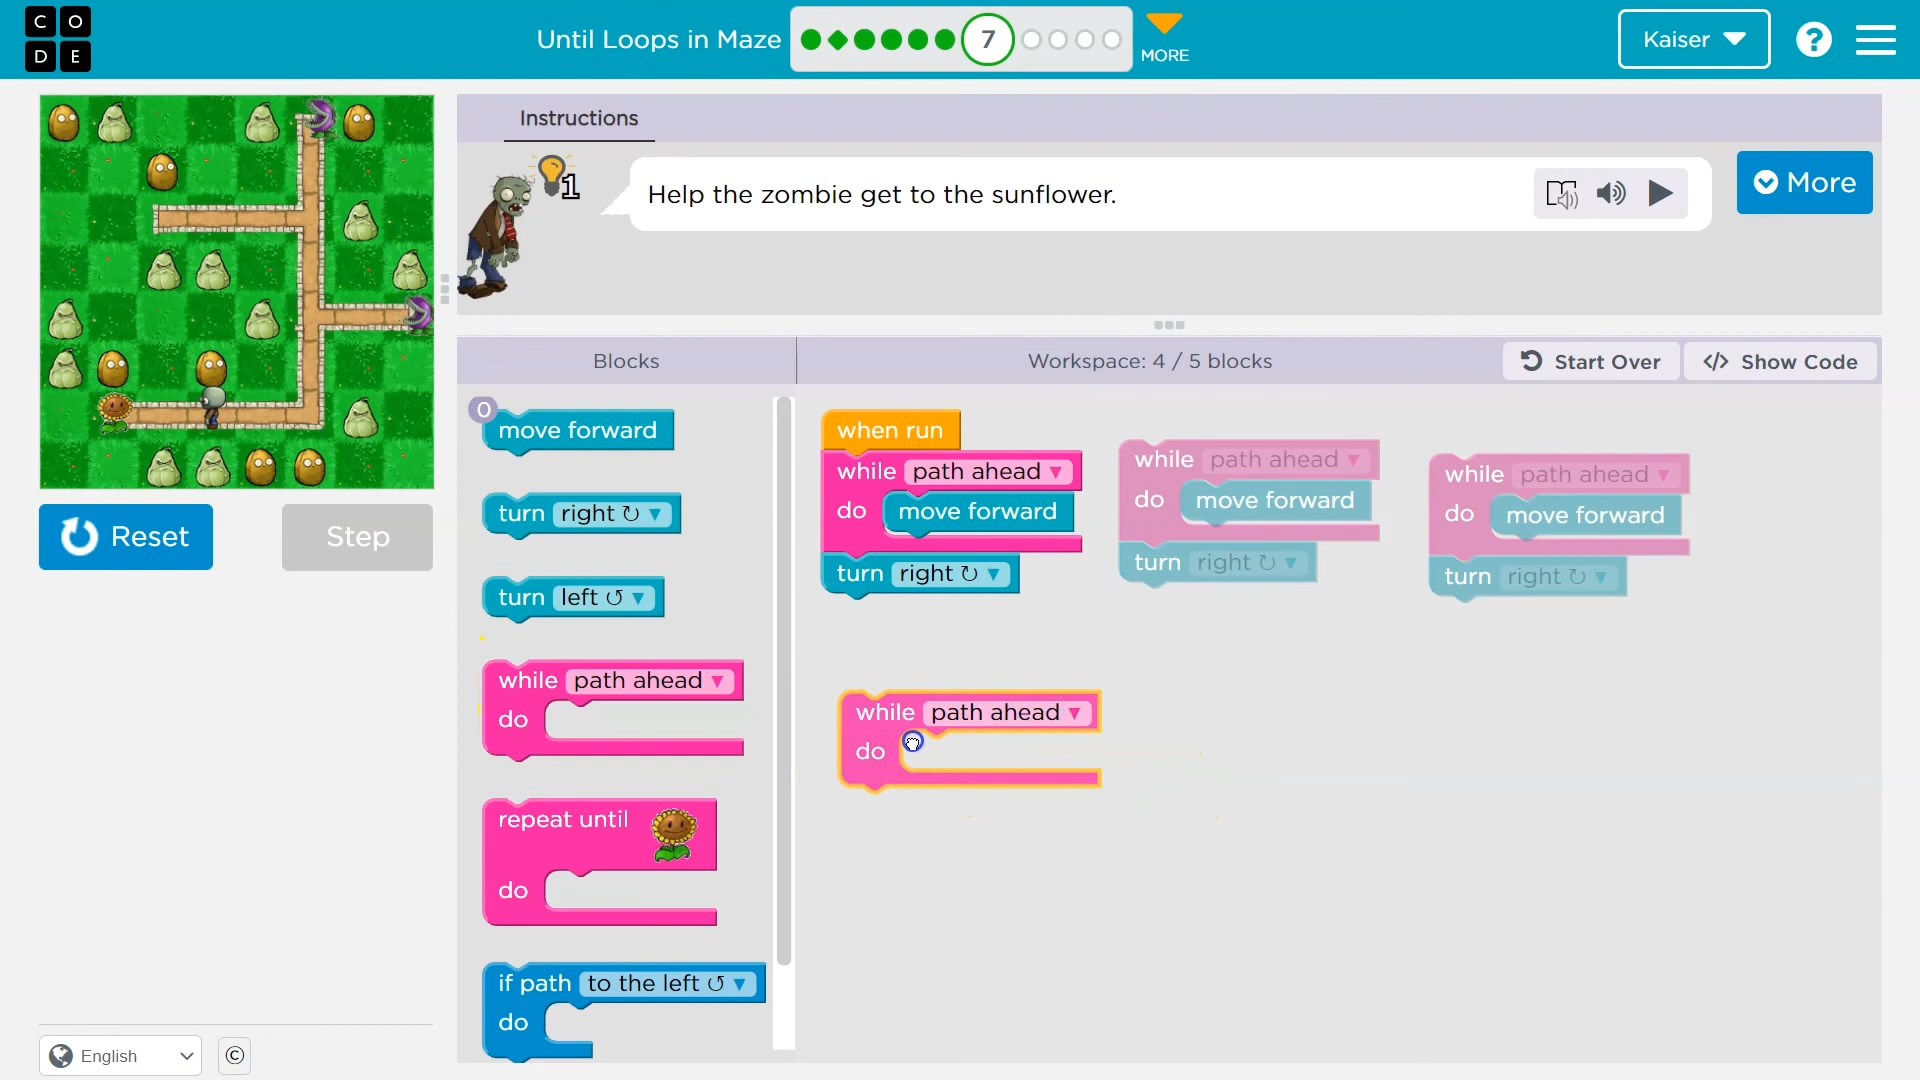 C O
D E
Until Loops in Maze
7
MORE
Kaiser
?
Instructions
1
Help the zombie get to the sunflower.
More
Blocks
Workspace: 4 / 5 blocks
Start Over
</> Show Code
Reset
Step
0
move forward
turn right ↻ ▼
turn left ↺ ▼
while path ahead ▼
do
repeat until
do
if path to the left ↺ ▼
do
when run
while path ahead ▼
do move forward
turn right ↻ ▼
while path ahead ▼
do move forward
turn right ↻ ▼
while path ahead ▼
do move forward
turn right ↻ ▼
while path ahead ▼
do
English
©